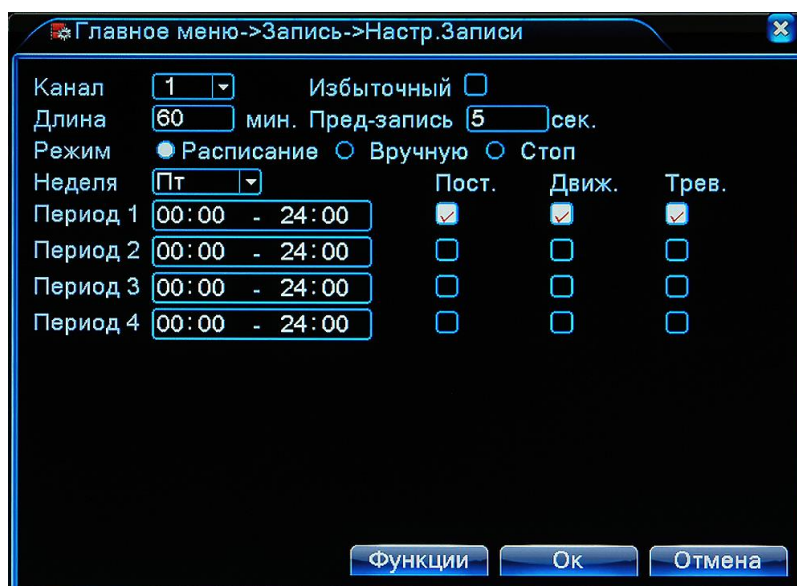 Главное меню->Запись->Настр.Записи
Канал 1 Избыточный
Длина 60 мин. Пред-запись 5 сек.
Режим Расписание Вручную Стоп
Неделя Пт Пост. Движ. Трев.
Период 1 00:00 - 24:00
Период 2 00:00 - 24:00
Период 3 00:00 - 24:00
Период 4 00:00 - 24:00
Функции Ок Отмена